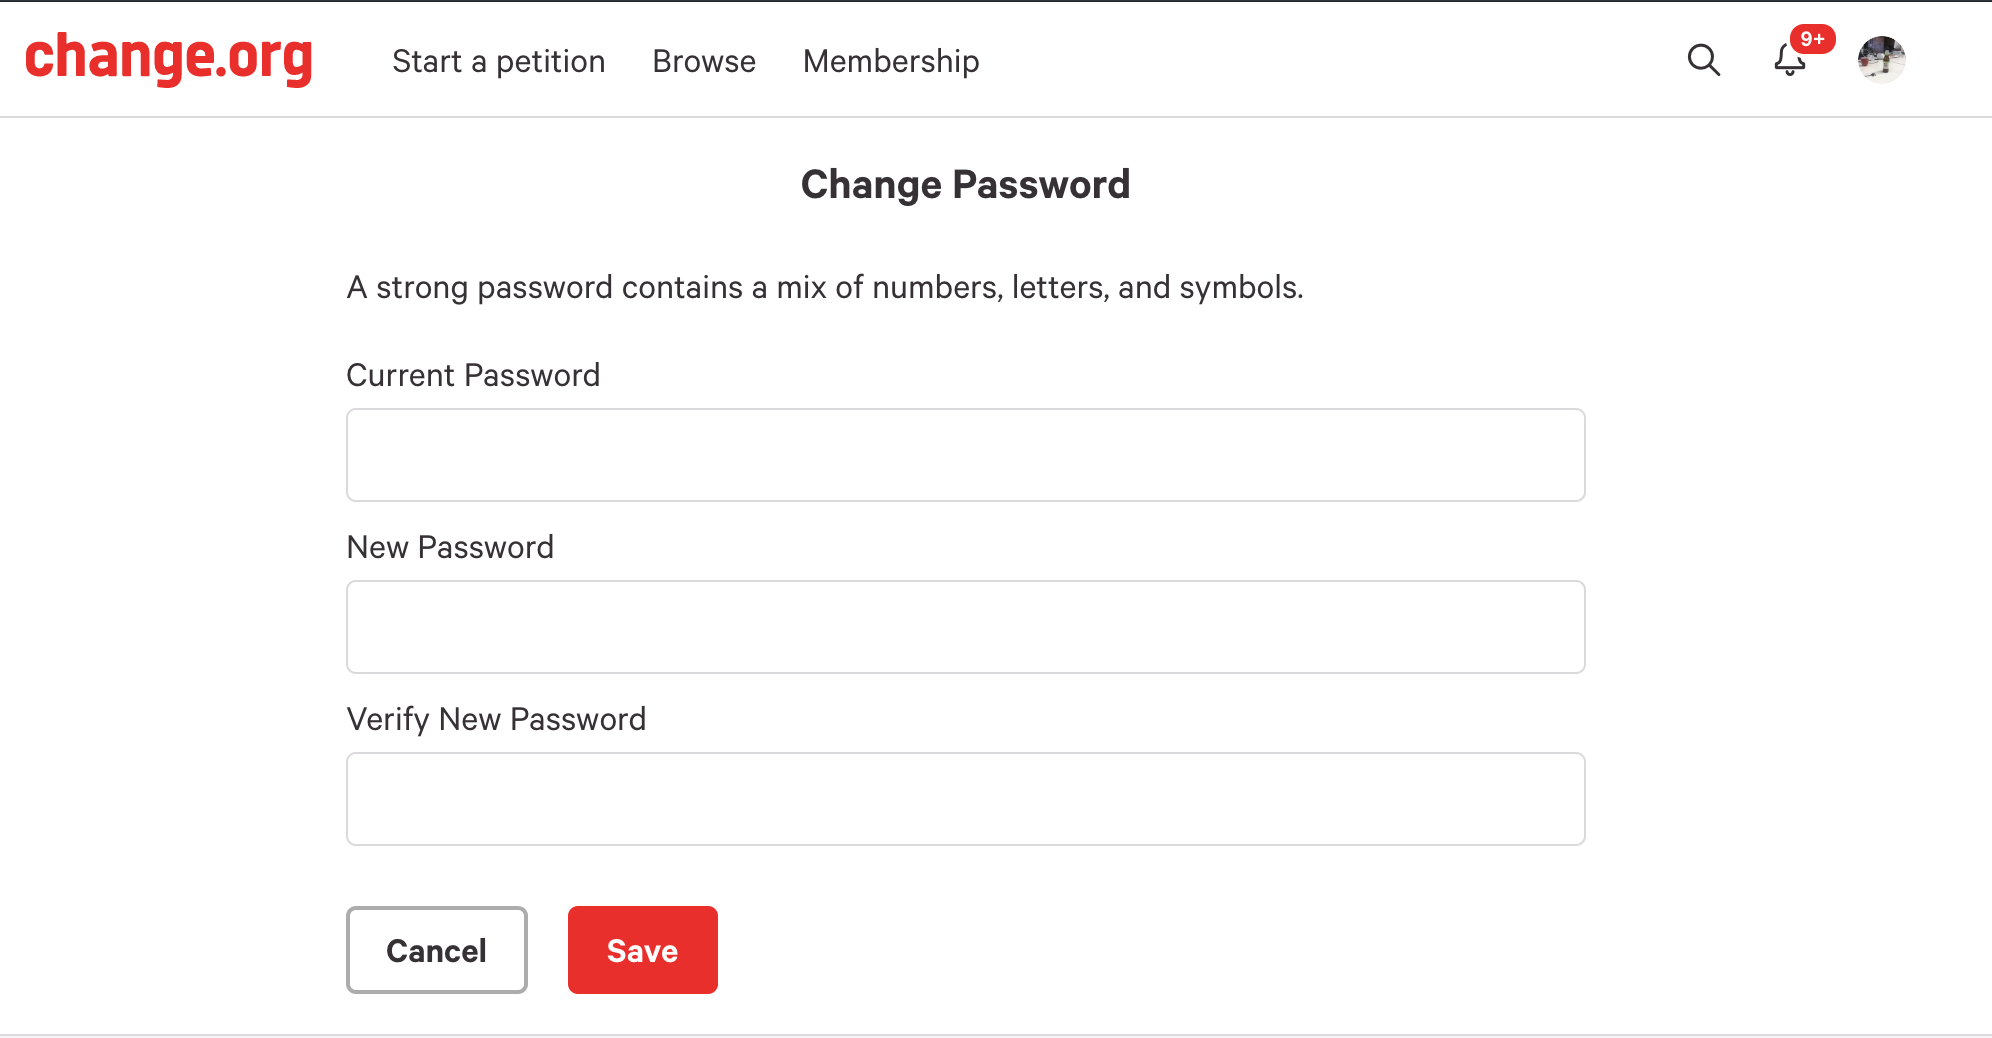 change.org
Start a petition Browse Membership
9+
Change Password
A strong password contains a mix of numbers, letters, and symbols.
Current Password
New Password
Verify New Password
Cancel Save